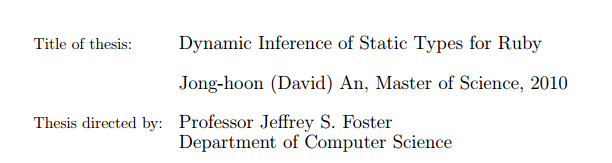 Title of thesis: Dynamic Inference of Static Types for Ruby
Jong-hoon (David) An, Master of Science, 2010
Thesis directed by: Professor Jeffrey S. Foster
Department of Computer Science